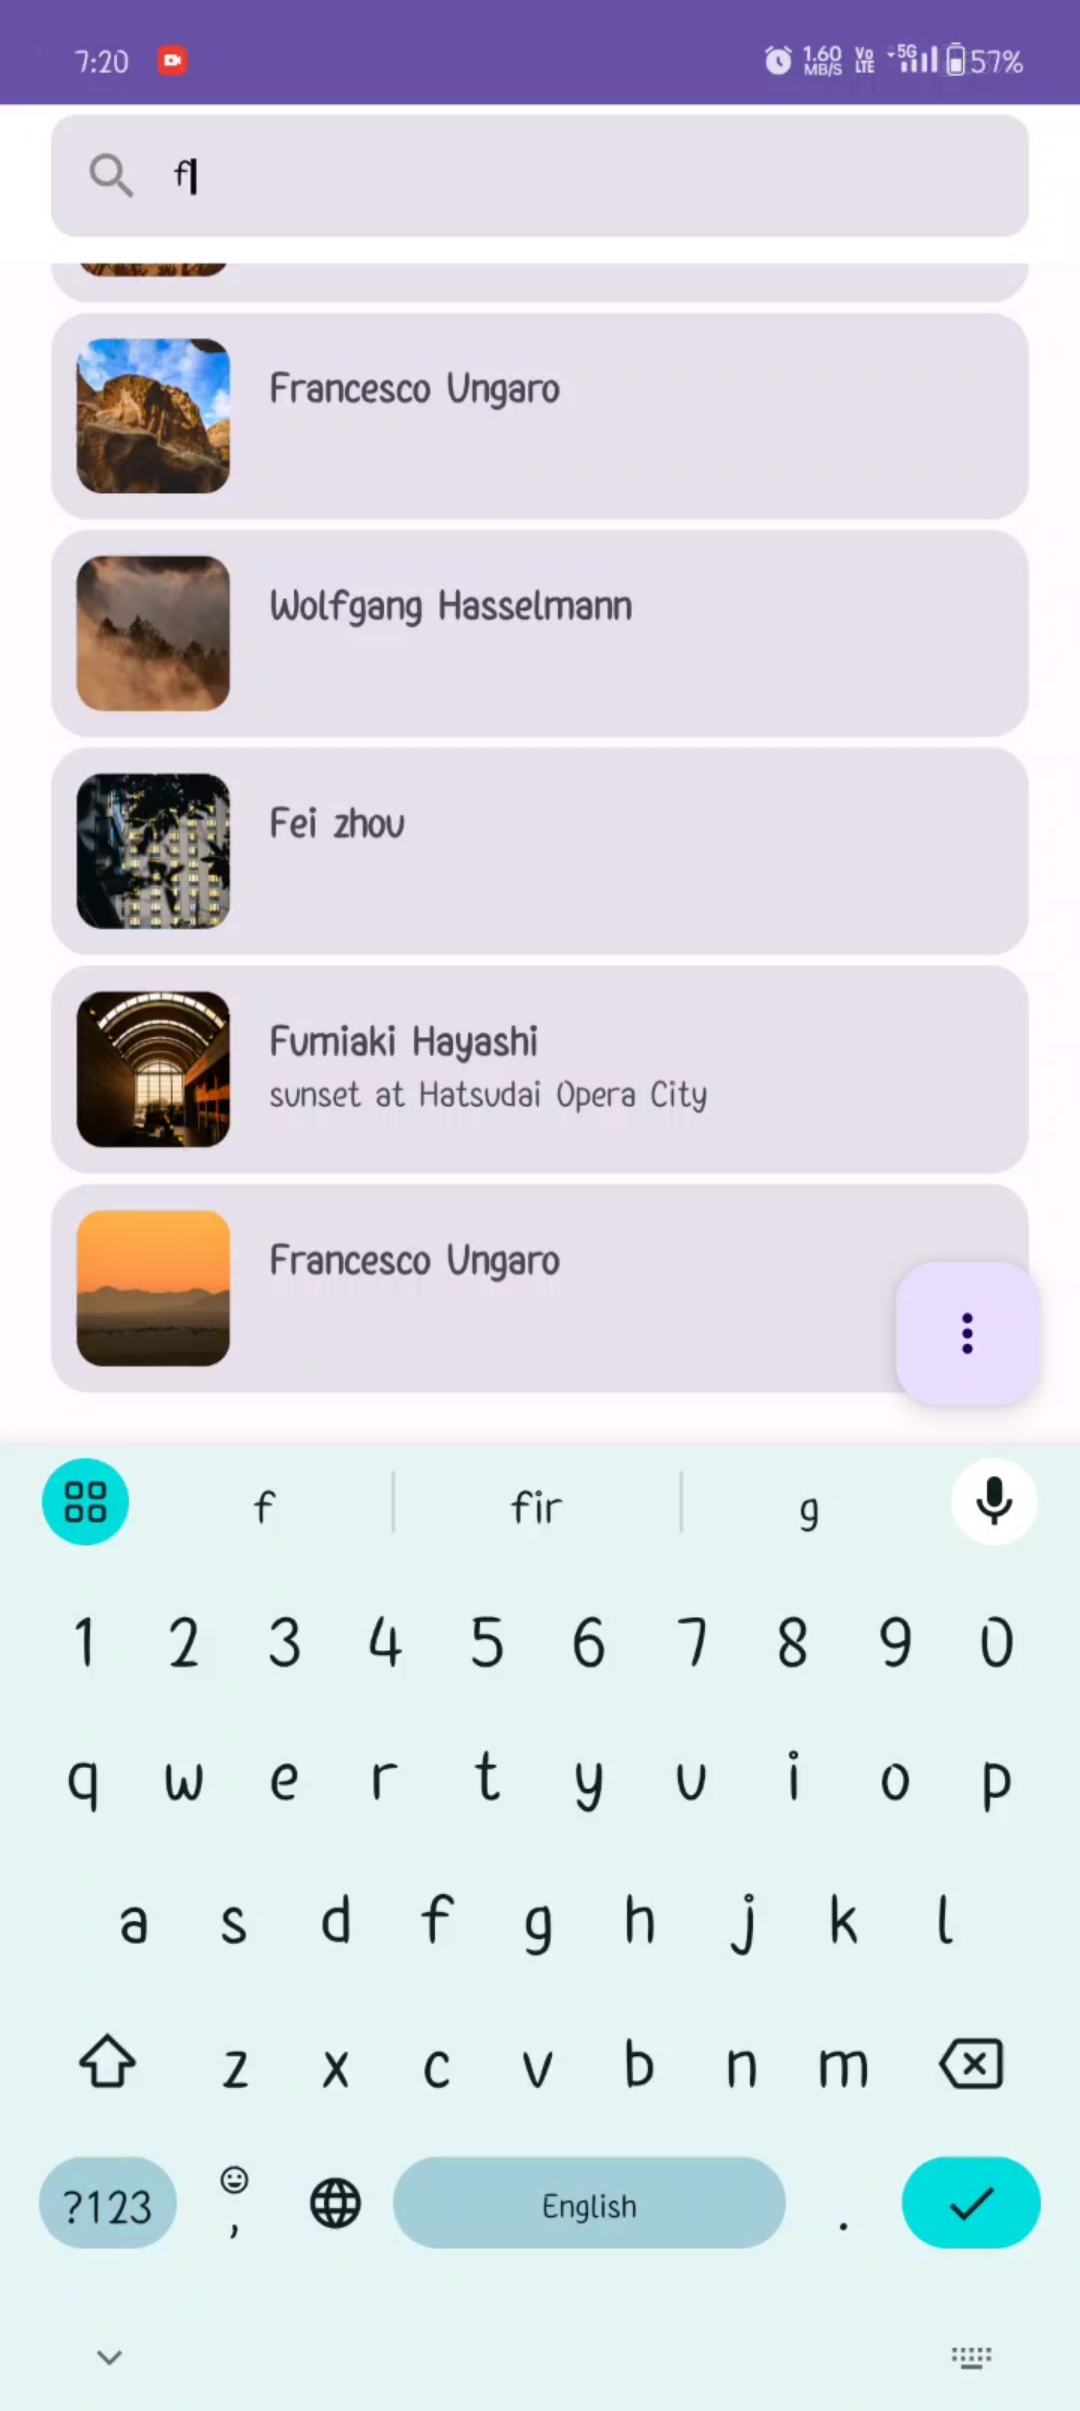 7:20 1.60 MB/S Vo LTE 5G 57%
f
Francesco Ungaro
Wolfgang Hasselmann
Fei zhou
Fumiaki Hayashi
sunset at Hatsudai Opera City
Francesco Ungaro
f fir g
1 2 3 4 5 6 7 8 9 0
q w e r t y u i o p
a s d f g h j k l
z x c v b n m
?123 , English .